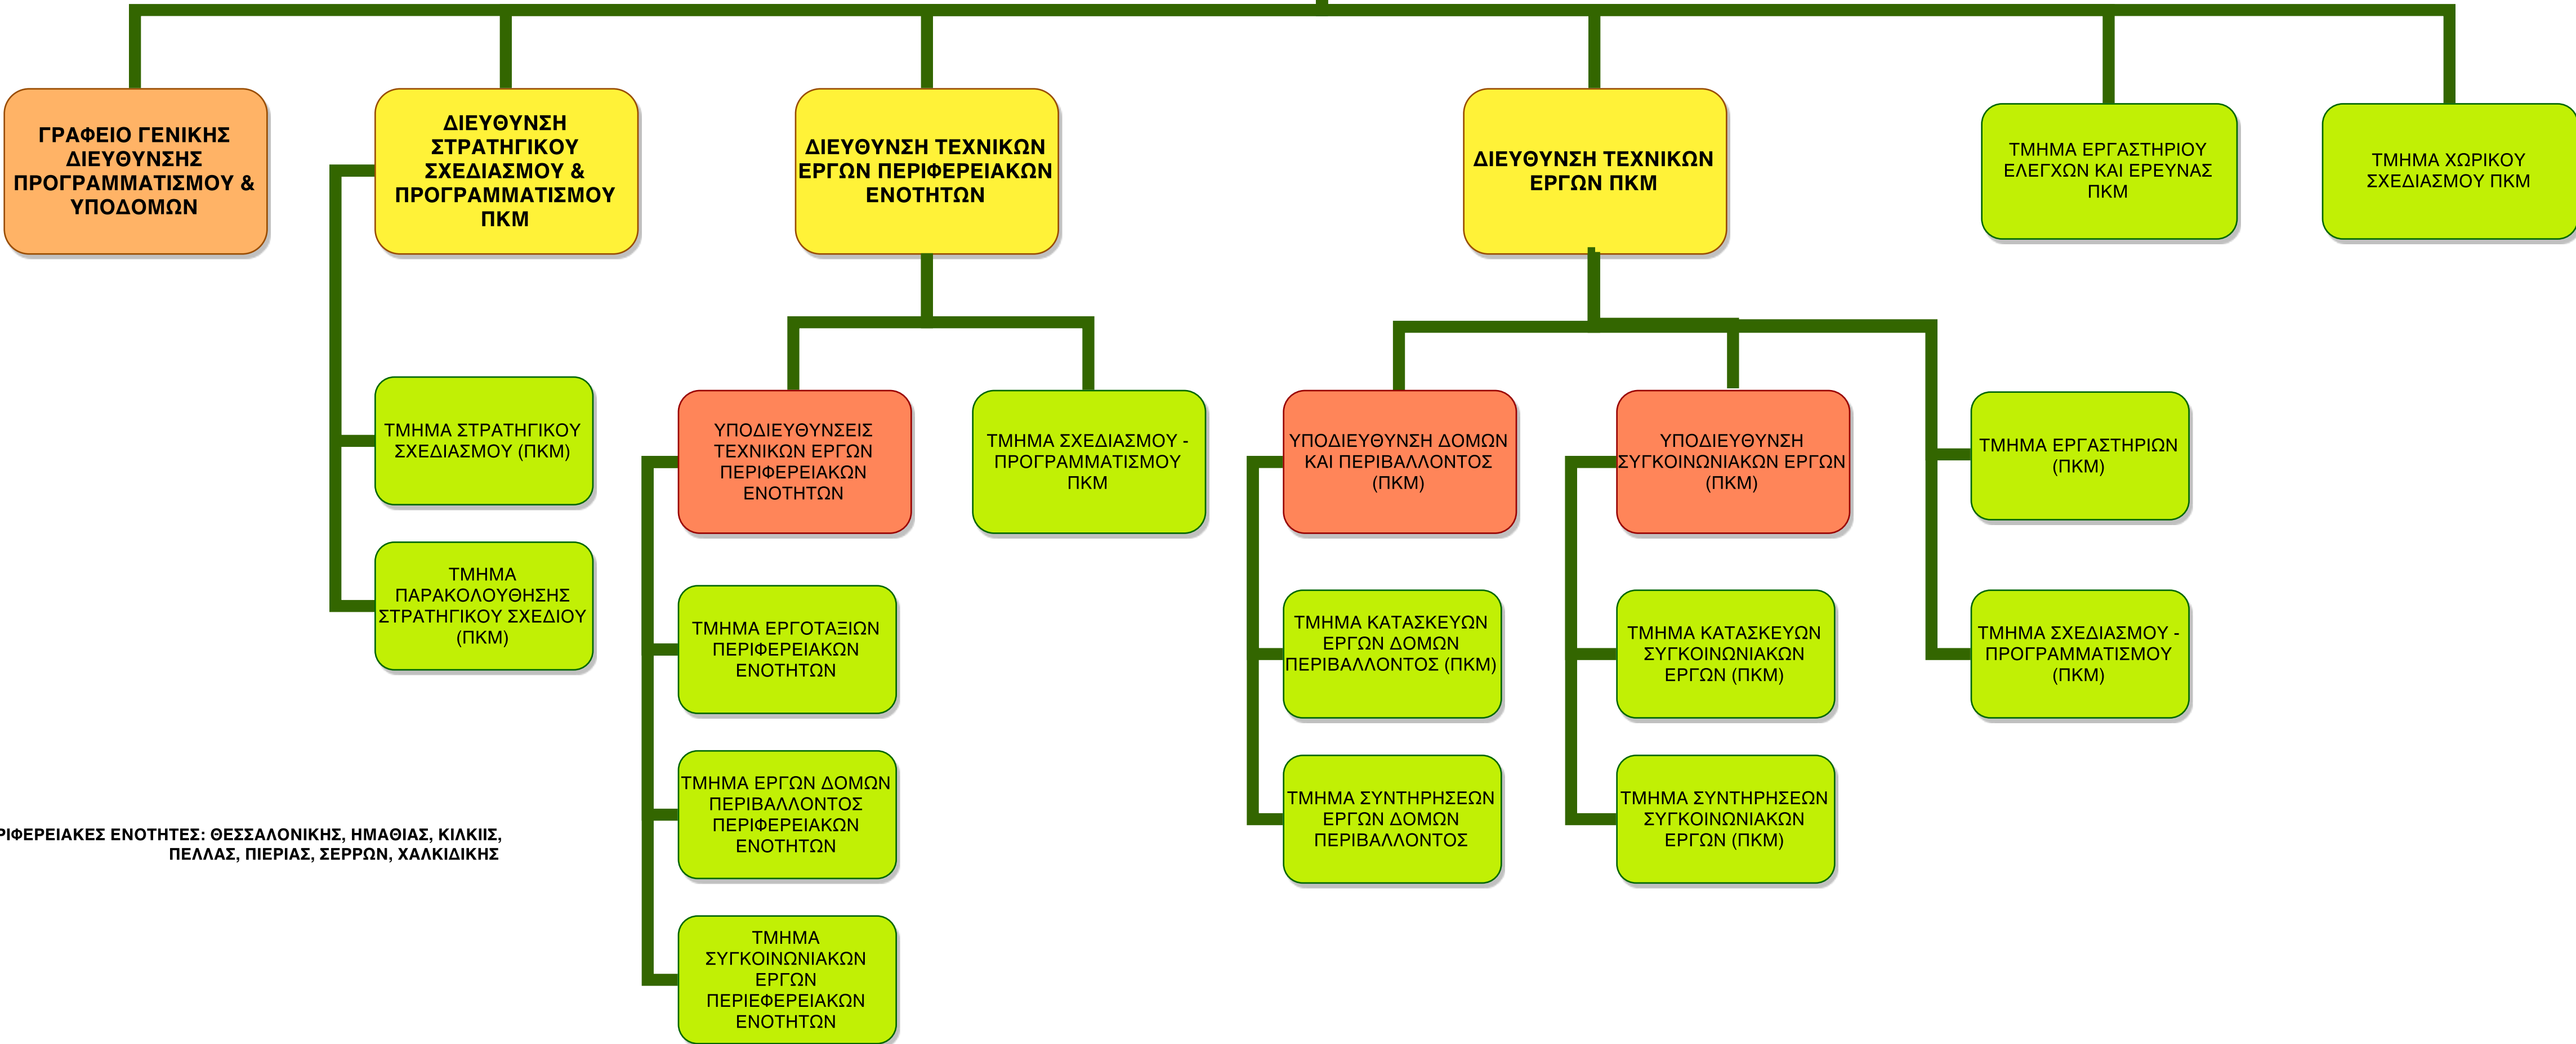 ΓΡΑΦΕΙΟ ΓΕΝΙΚΗΣ
ΔΙΕΥΘΥΝΣΗΣ
ΠΡΟΓΡΑΜΜΑΤΙΣΜΟΥ &
ΥΠΟΔΟΜΩΝ
ΔΙΕΥΘΥΝΣΗ
ΣΤΡΑΤΗΓΙΚΟΥ
ΣΧΕΔΙΑΣΜΟΥ &
ΠΡΟΓΡΑΜΜΑΤΙΣΜΟΥ
ΠΚΜ
ΔΙΕΥΘΥΝΣΗ ΤΕΧΝΙΚΩΝ
ΕΡΓΩΝ ΠΕΡΙΦΕΡΕΙΑΚΩΝ
ΕΝΟΤΗΤΩΝ
ΔΙΕΥΘΥΝΣΗ ΤΕΧΝΙΚΩΝ
ΕΡΓΩΝ ΠΚΜ
ΤΜΗΜΑ ΕΡΓΑΣΤΗΡΙΟΥ
ΕΛΕΓΧΩΝ ΚΑΙ ΕΡΕΥΝΑΣ
ΠΚΜ
ΤΜΗΜΑ ΧΩΡΙΚΟΥ
ΣΧΕΔΙΑΣΜΟΥ ΠΚΜ
ΤΜΗΜΑ ΣΤΡΑΤΗΓΙΚΟΥ
ΣΧΕΔΙΑΣΜΟΥ (ΠΚΜ)
ΤΜΗΜΑ
ΠΑΡΑΚΟΛΟΥΘΗΣΗΣ
ΣΤΡΑΤΗΓΙΚΟΥ ΣΧΕΔΙΟΥ
(ΠΚΜ)
ΥΠΟΔΙΕΥΘΥΝΣΕΙΣ
ΤΕΧΝΙΚΩΝ ΕΡΓΩΝ
ΠΕΡΙΦΕΡΕΙΑΚΩΝ
ΕΝΟΤΗΤΩΝ
ΤΜΗΜΑ ΣΧΕΔΙΑΣΜΟΥ -
ΠΡΟΓΡΑΜΜΑΤΙΣΜΟΥ
ΠΚΜ
ΤΜΗΜΑ ΕΡΓΟΤΑΞΙΩΝ
ΠΕΡΙΦΕΡΕΙΑΚΩΝ
ΕΝΟΤΗΤΩΝ
ΤΜΗΜΑ ΕΡΓΩΝ ΔΟΜΩΝ
ΠΕΡΙΒΑΛΛΟΝΤΟΣ
ΠΕΡΙΦΕΡΕΙΑΚΩΝ
ΕΝΟΤΗΤΩΝ
ΤΜΗΜΑ
ΣΥΓΚΟΙΝΩΝΙΑΚΩΝ
ΕΡΓΩΝ
ΠΕΡΙΕΦΕΡΕΙΑΚΩΝ
ΕΝΟΤΗΤΩΝ
ΥΠΟΔΙΕΥΘΥΝΣΗ ΔΟΜΩΝ
ΚΑΙ ΠΕΡΙΒΑΛΛΟΝΤΟΣ
(ΠΚΜ)
ΤΜΗΜΑ ΚΑΤΑΣΚΕΥΩΝ
ΕΡΓΩΝ ΔΟΜΩΝ
ΠΕΡΙΒΑΛΛΟΝΤΟΣ (ΠΚΜ)
ΤΜΗΜΑ ΣΥΝΤΗΡΗΣΕΩΝ
ΕΡΓΩΝ ΔΟΜΩΝ
ΠΕΡΙΒΑΛΛΟΝΤΟΣ
ΥΠΟΔΙΕΥΘΥΝΣΗ
ΣΥΓΚΟΙΝΩΝΙΑΚΩΝ ΕΡΓΩΝ
(ΠΚΜ)
ΤΜΗΜΑ ΚΑΤΑΣΚΕΥΩΝ
ΣΥΓΚΟΙΝΩΝΙΑΚΩΝ
ΕΡΓΩΝ (ΠΚΜ)
ΤΜΗΜΑ ΣΥΝΤΗΡΗΣΕΩΝ
ΣΥΓΚΟΙΝΩΝΙΑΚΩΝ
ΕΡΓΩΝ (ΠΚΜ)
ΤΜΗΜΑ ΕΡΓΑΣΤΗΡΙΩΝ
(ΠΚΜ)
ΤΜΗΜΑ ΣΧΕΔΙΑΣΜΟΥ -
ΠΡΟΓΡΑΜΜΑΤΙΣΜΟΥ
(ΠΚΜ)
ΡΙΦΕΡΕΙΑΚΕΣ ΕΝΟΤΗΤΕΣ: ΘΕΣΣΑΛΟΝΙΚΗΣ, ΗΜΑΘΙΑΣ, ΚΙΛΚΙΙΣ,
ΠΕΛΛΑΣ, ΠΙΕΡΙΑΣ, ΣΕΡΡΩΝ, ΧΑΛΚΙΔΙΚΗΣ